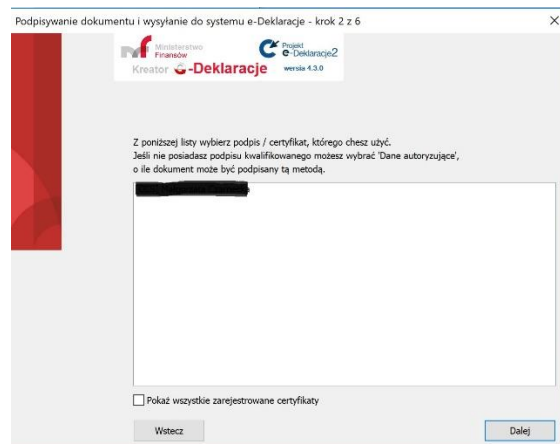 Podpisywanie dokumentu i wysyłanie do systemu e-Deklaracje - krok 2 z 6
Ministerstwo
Finansów
Projekt
e-Deklaracje2
Kreator e-Deklaracje wersia 4.3.0
Z poniższej listy wybierz podpis / certyfikat, którego chesz użyć.
Jeśli nie posiadasz podpisu kwalifikowanego możesz wybrać 'Dane autoryzujące',
o ile dokument może być podpisany tą metodą.
Pokaż wszystkie zarejestrowane certyfikaty
Wstecz
Dalej